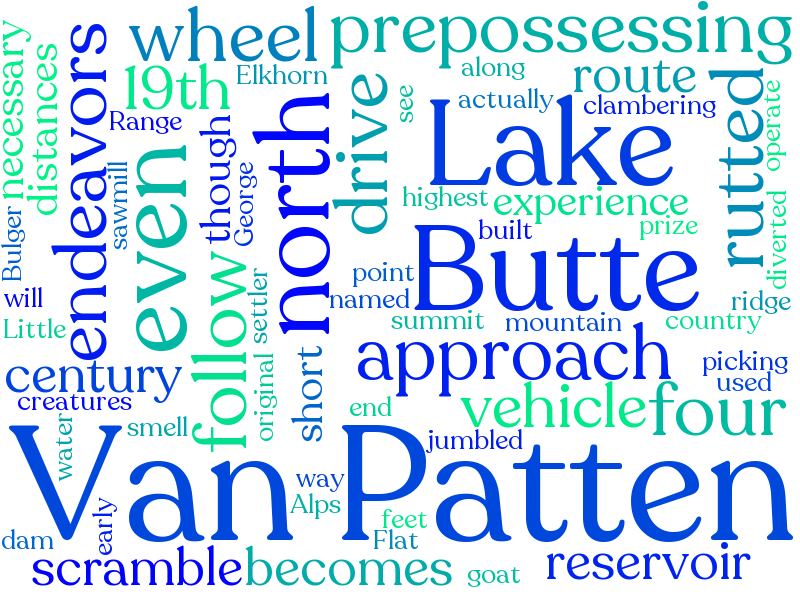 wheel
prepossessing
necessary
distances
endeavors
19th
Elkhorn
along
route
see
actually
clambering
rutted
operate
Range
though
north
drive
Lake
even
sawmill
George
highest
experience
prize
diverted
Bulger
built
Butte
will
Little
follow
settler
point
named
ridge
summit
mountain
country
century
original
short
approach
picking
used
creatures
end
vehicle
four
water
smell
jumbled
Van Patten
way
Alps
early
feet
dam
Flat
scramble
becomes
goat
reservoir